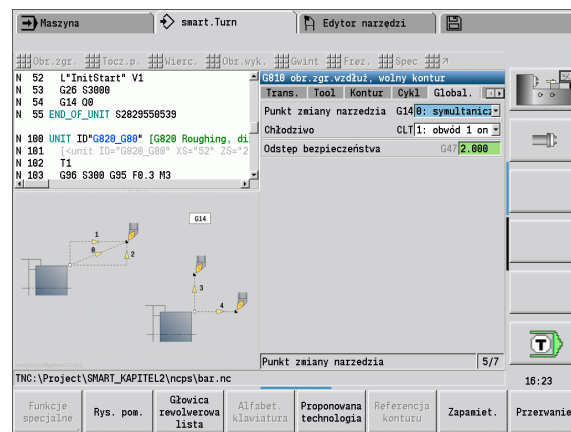 Maszyna
smart.Turn
Edytor narzędzi
Obr.zgr. Tocz.p. Wierc. Obr.wyk. Gwint Frez. Spec
N 52 L"InitStart" V1
N 53 G26 S3000
N 54 G14 Q0
N 55 END_OF_UNIT S2029550539
N 100 UNIT ID"G820_G80" [G820 Roughing, di
N 101 [<unit ID="G820_G80" XS="52" ZS="2
N 102 T1
N 103 G96 S300 G95 F0.3 M3
G810 obr.zgr.wzdłuż, wolny kontur
Trans. Tool Kontur Cykl Global.
Punkt zmiany narzedzia G14 0: symultanicz
Chłodziwo CLT 1: obwód 1 on
Odstęp bezpieczeństwa G47 2.000
G14
1
0
2
3
4
Punkt zmiany narzedzia 5/7
TNC:\Project\SMART_KAPITEL2\ncps\bar.nc
T
16:23
Funkcje specjalne
Rys. pom.
Głowica rewolwerowa lista
Alfabet. klawiatura
Proponowana technologia
Referencja konturu
Zapamiet.
Przerwanie